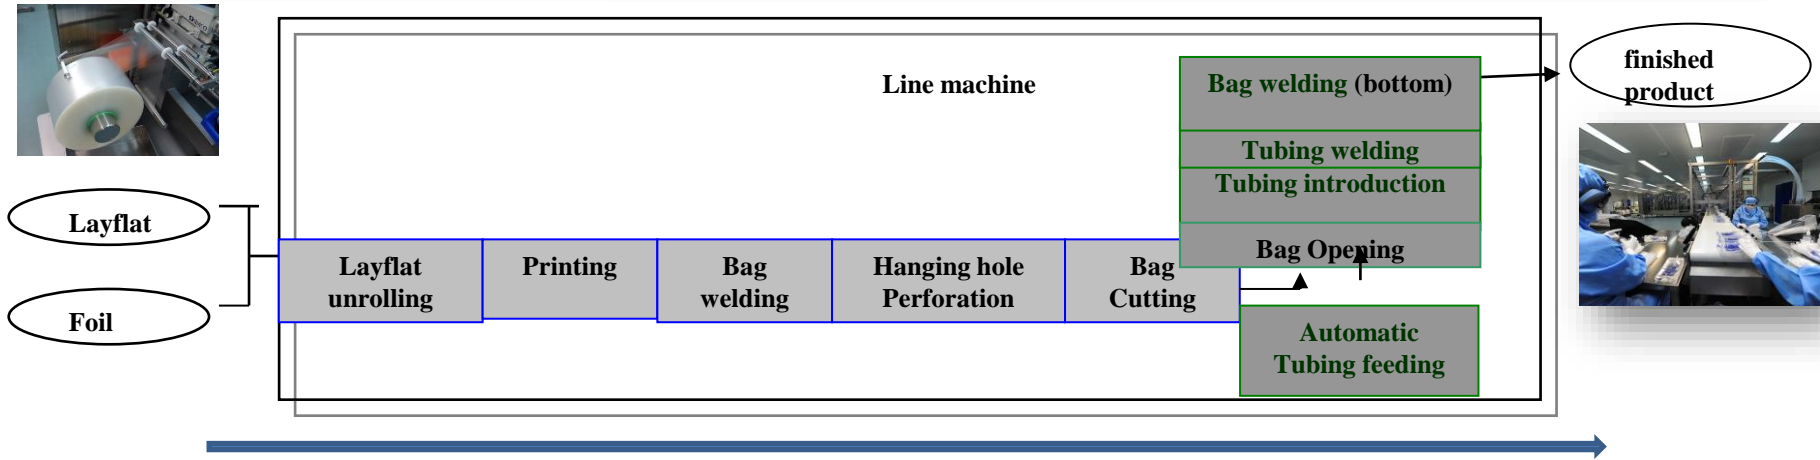 Line machine
Layflat
Foil
Layflat
unrolling
Printing
Bag
welding
Hanging hole
Perforation
Bag
Cutting
Bag welding (bottom)
Tubing welding
Tubing introduction
Bag Opening
Automatic
Tubing feeding
finished
product